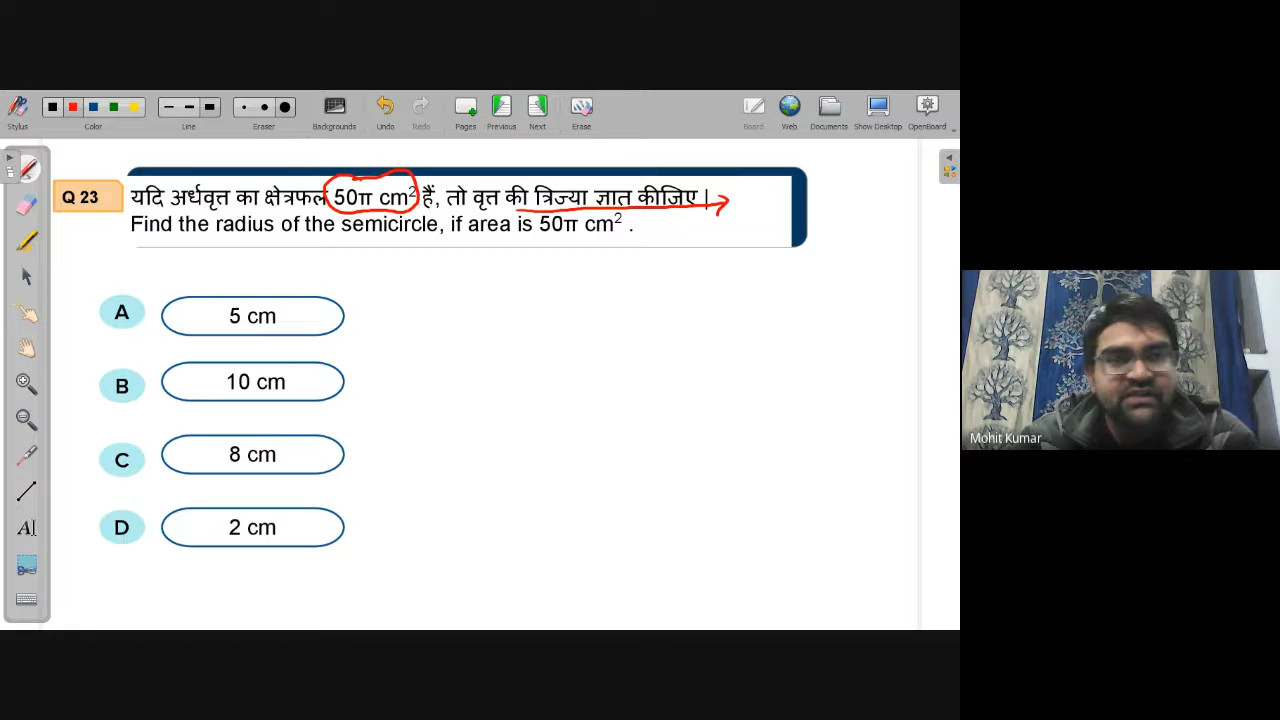 Stylus
Color
Line
Eraser
Backgrounds
Undo
Redo
Pages
Previous
Next
Erase
Board
Web
Documents
Show Desktop
OpenBoard
Q 23
यदि अर्धवृत्त का क्षेत्रफल 50π cm² हैं, तो वृत्त की त्रिज्या ज्ञात कीजिए |
Find the radius of the semicircle, if area is 50π cm² .
A 5 cm
B 10 cm
C 8 cm
D 2 cm
Mohit Kumar